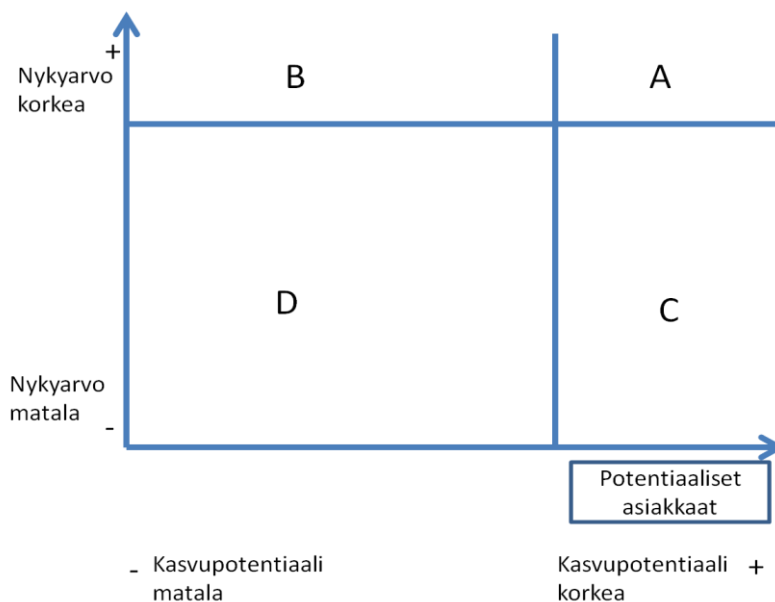 +
Nykyarvo
korkea
B
A
D
C
Nykyarvo
matala
-
Potentiaaliset
asiakkaat
- Kasvupotentiaali
matala
Kasvupotentiaali +
korkea